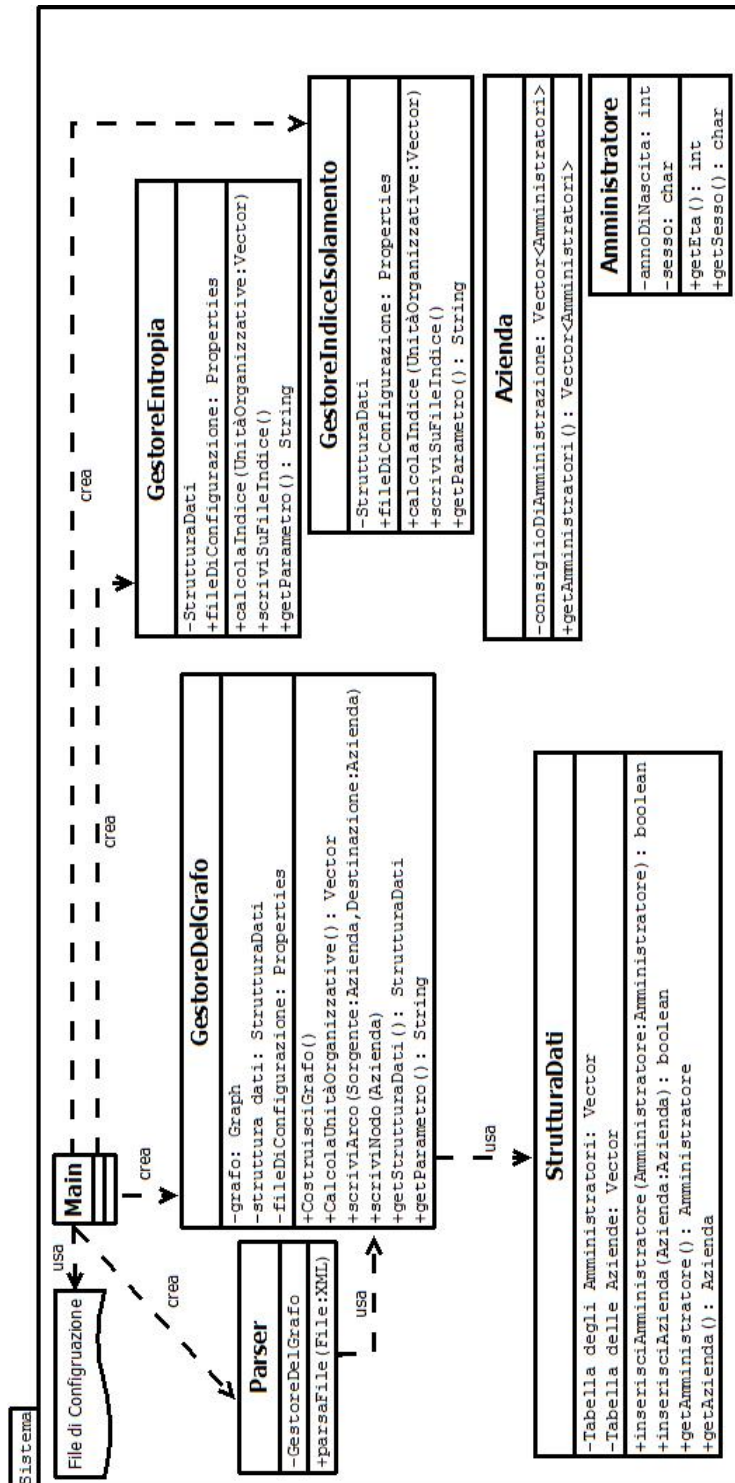 Sistema
File di Configruazione
usa
Main
crea
crea
crea
crea
Parser
-GestoreDelGrafo
+parsaFile(File:XML)
usa
GestoreDelGrafo
-grafo: Graph
-struttura dati: StrutturaDati
-fileDiConfigurazione: Properties
+CostruisciGrafo()
+CalcolaUnitàOrganizzative(): Vector
+scriviArco(Sorgente:Azienda,Destinazione:Azienda)
+scriviNodo(Azienda)
+getStrutturaDati(): StrutturaDati
+getParametro(): String
usa
GestoreEntropia
-StrutturaDati
+fileDiConfigurazione: Properties
+calcolaIndice(UnitàOrganizzative:Vector)
+scriviSuFileIndice()
+getParametro(): String
GestoreIndiceIsolamento
-StrutturaDati
+fileDiConfigurazione: Properties
+calcolaIndice(UnitàOrganizzative:Vector)
+scriviSuFileIndice()
+getParametro(): String
StrutturaDati
-Tabella degli Amministratori: Vector
-Tabella delle Aziende: Vector
+inserisciAmministratore(Amministratore:Amministratore): boolean
+inserisciAzienda(Azienda:Azienda): boolean
+getAmministratore(): Amministratore
+getAzienda(): Azienda
Azienda
-consiglioDiAmministrazione: Vector<Amministratori>
+getAmministratori(): Vector<Amministratori>
Amministratore
-annoDiNascita: int
-sesso: char
+getEta(): int
+getSesso(): char